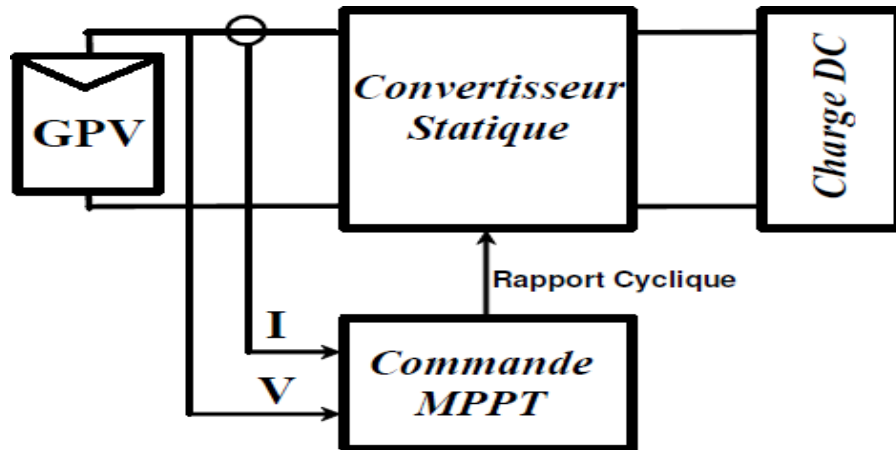 GPV
Convertisseur
Statique
Charge DC
Rapport Cyclique
I
V
Commande
MPPT